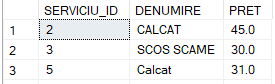 SERVICIU_ID DENUMIRE PRET
1 2 CALCAT 45.0
2 3 SCOS SCAME 30.0
3 5 Calcat 31.0